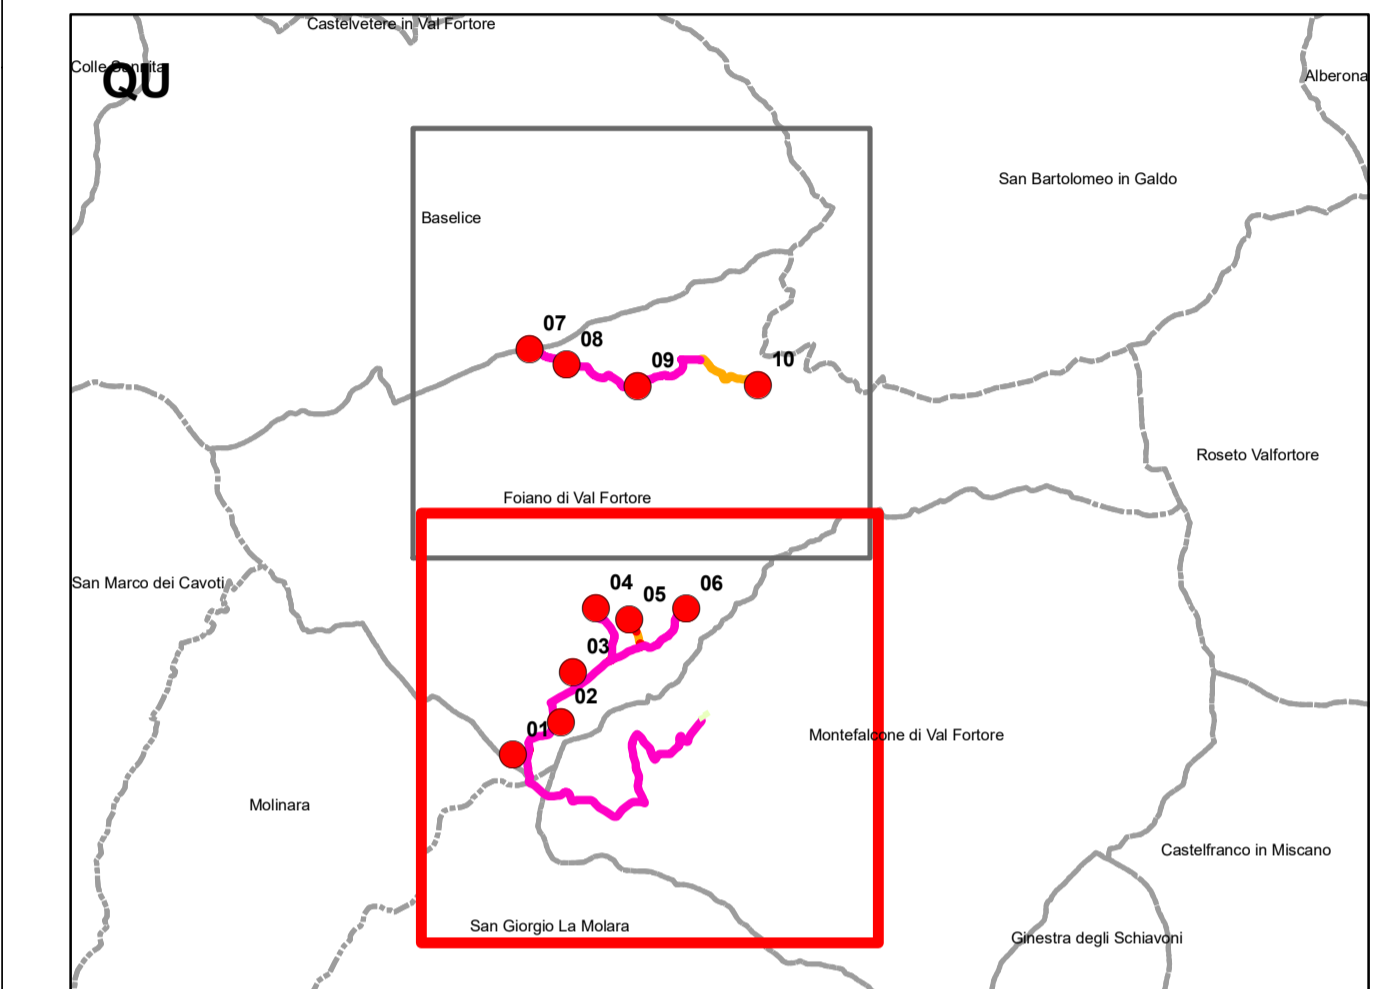 Castelvetere in Val Fortore
Colle Sannita
QU
Alberona
San Bartolomeo in Galdo
Baselice
07
08
09
10
Roseto Valfortore
Foiano di Val Fortore
San Marco dei Cavoti
04
05
06
03
02
01
Montefalcone di Val Fortore
Molinara
Castelfranco in Miscano
San Giorgio La Molara
Ginestra degli Schiavoni